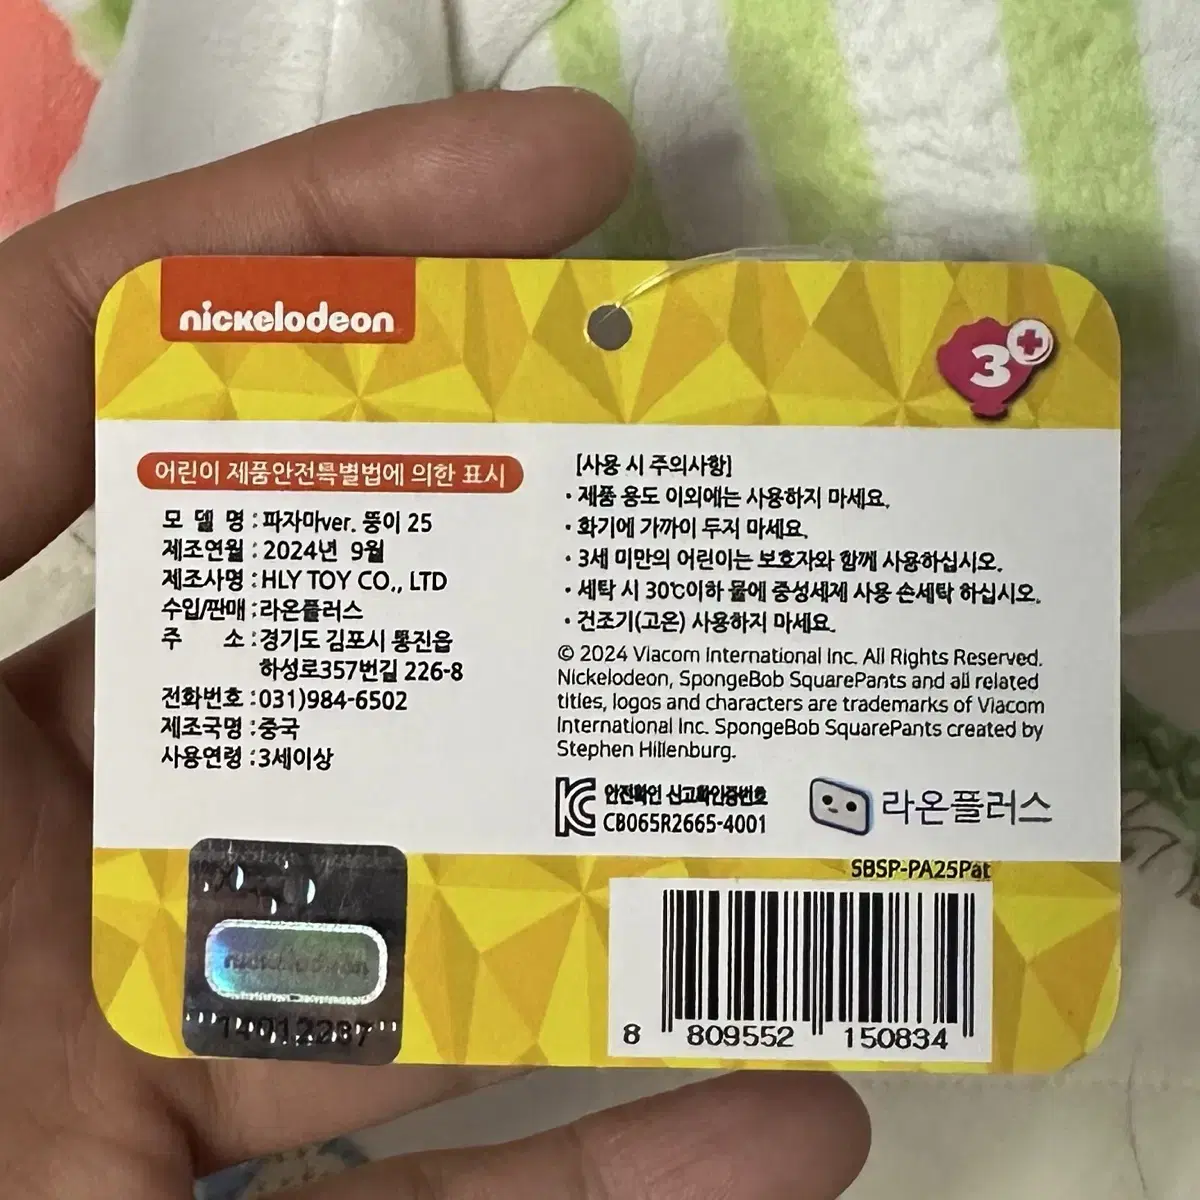 nickelodeon
3+
어린이 제품안전특별법에 의한 표시
모 델 명 : 파자마ver. 뚱이 25
제조연월 : 2024년 9월
제조사명 : HLY TOY CO., LTD
수입/판매 : 라온플러스
주 소 : 경기도 김포시 통진읍
하성로357번길 226-8
전화번호 : 031)984-6502
제조국명 : 중국
사용연령 : 3세이상
[사용 시 주의사항]
· 제품 용도 이외에는 사용하지 마세요.
· 화기에 가까이 두지 마세요.
· 3세 미만의 어린이는 보호자와 함께 사용하십시오.
· 세탁 시 30℃이하 물에 중성세제 사용 손세탁 하십시오.
· 건조기(고온) 사용하지 마세요.
© 2024 Viacom International Inc. All Rights Reserved.
Nickelodeon, SpongeBob SquarePants and all related
titles, logos and characters are trademarks of Viacom
International Inc. SpongeBob SquarePants created by
Stephen Hillenburg.
KC 안전확인 신고확인증번호
CB065R2665-4001
라온플러스
SBSP-PA25Pat
nickelodeon
8 809552 150834